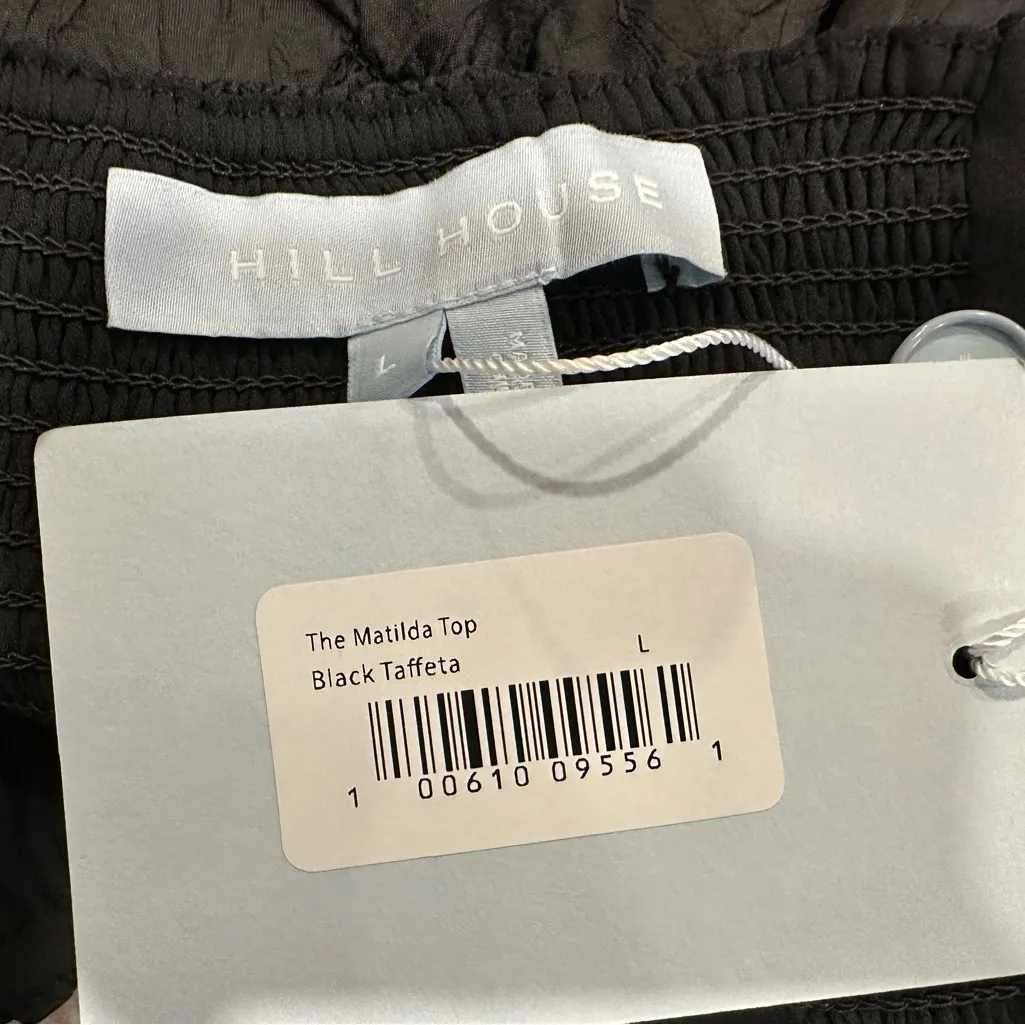 HILL HOUSE
L
The Matilda Top
L
Black Taffeta
1 00610 09556 1